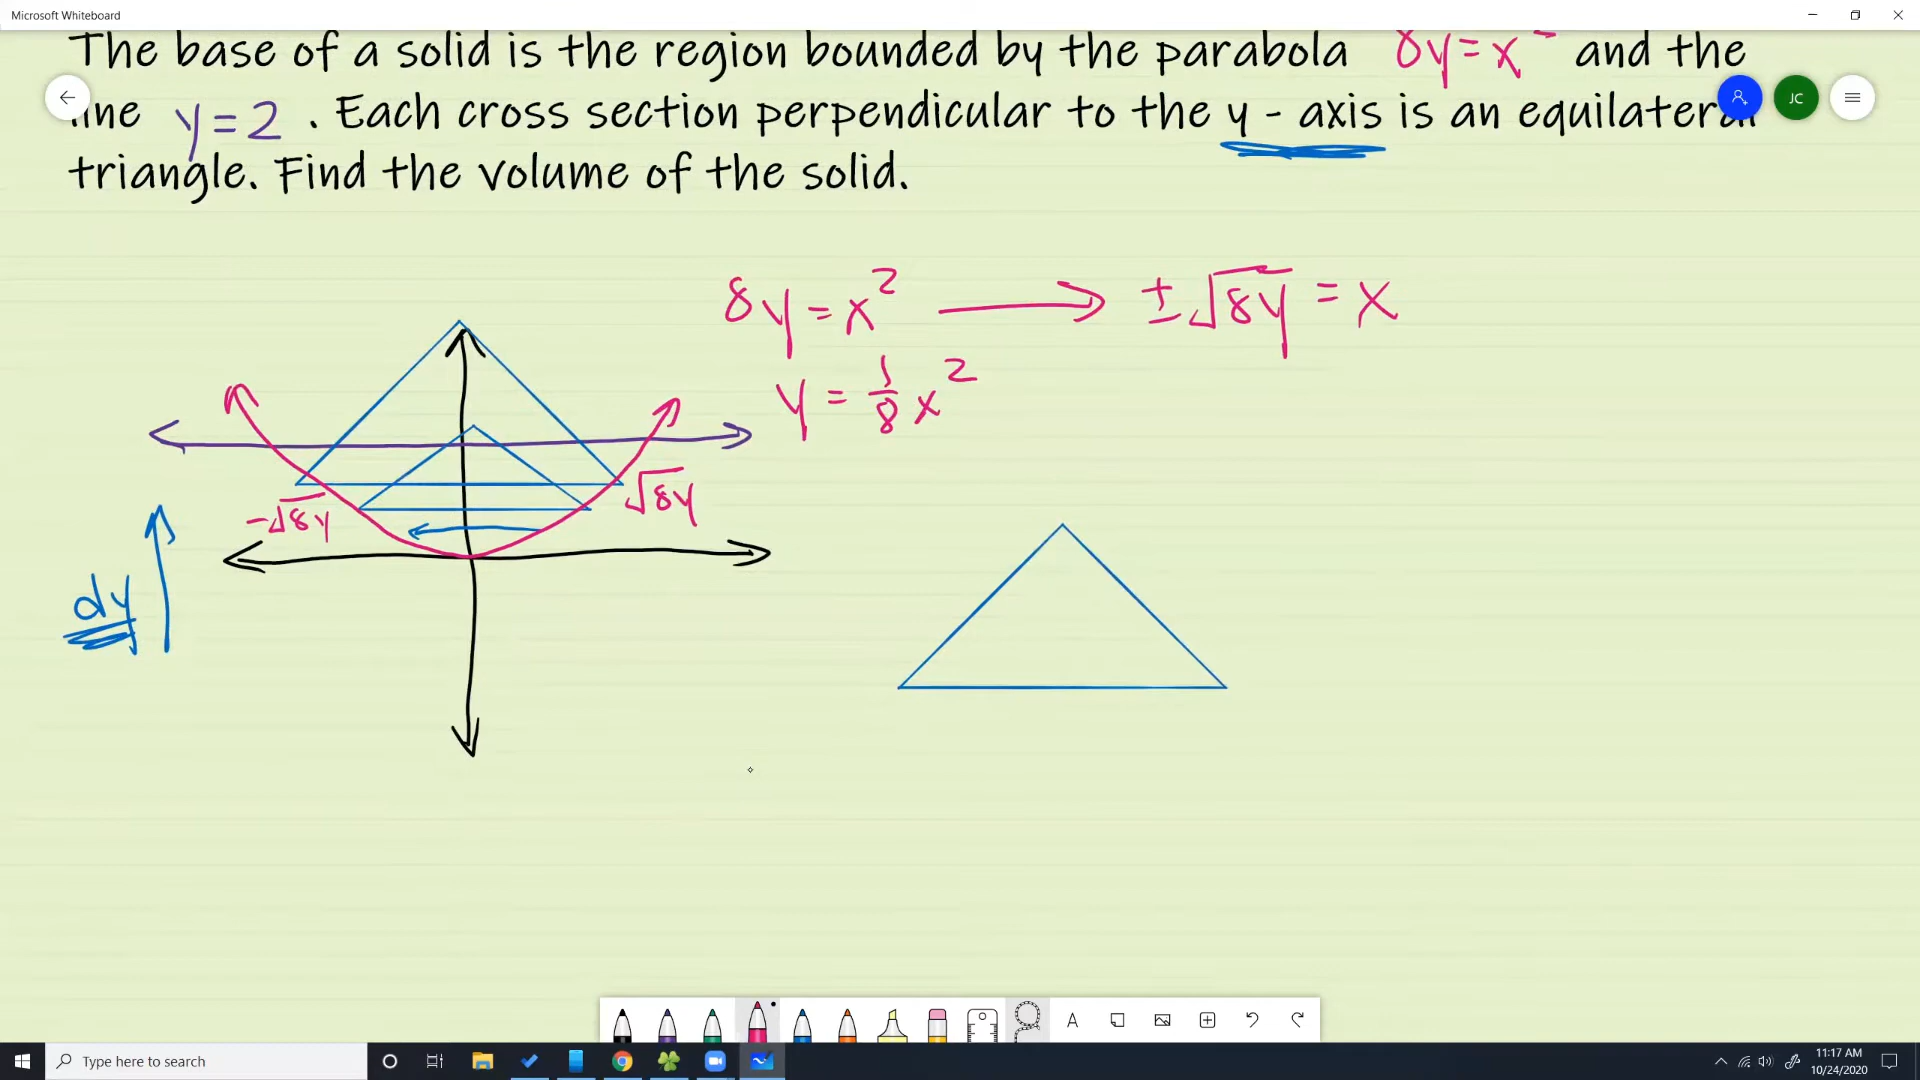 Microsoft Whiteboard
The base of a solid is the region bounded by the parabola 8y = x² and the
line y = 2 . Each cross section perpendicular to the y - axis is an equilateral
JC
triangle. Find the volume of the solid.
8y = x² → ±√8y = x
y = 1/8 x²
-√8y
√8y
dy
A
Type here to search
11:17 AM
10/24/2020